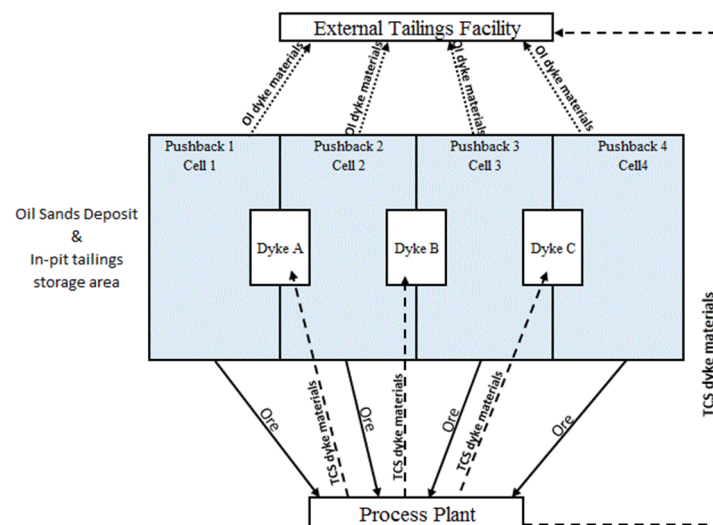 External Tailings Facility
OI dyke materials
OI dyke materials
OI dyke materials
OI dyke materials
Pushback 1
Cell 1
Pushback 2
Cell 2
Pushback 3
Cell 3
Pushback 4
Cell4
Oil Sands Deposit
&
In-pit tailings
storage area
Dyke A
Dyke B
Dyke C
TCS dyke materials
Ore
TCS dyke materials
Ore
TCS dyke materials
Ore
TCS dyke materials
Ore
Process Plant